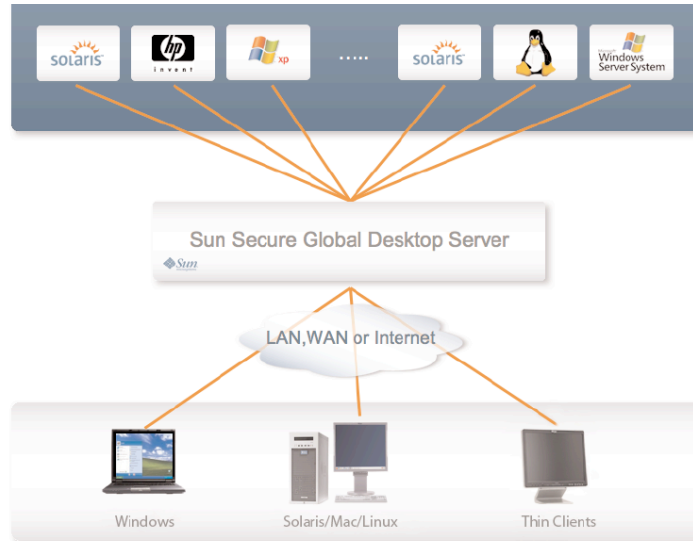 solaris
hp
invent
xp
.....
solaris
Microsoft
Windows
Server System
Sun Secure Global Desktop Server
Sun
LAN,WAN or Internet
Windows
Solaris/Mac/Linux
Thin Clients